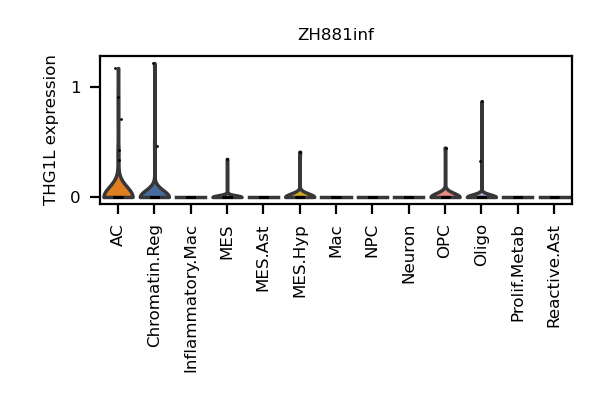 ZH881inf
THG1L expression
1
0
AC
Chromatin.Reg
Inflammatory.Mac
MES
MES.Ast
MES.Hyp
Mac
NPC
Neuron
OPC
Oligo
Prolif.Metab
Reactive.Ast